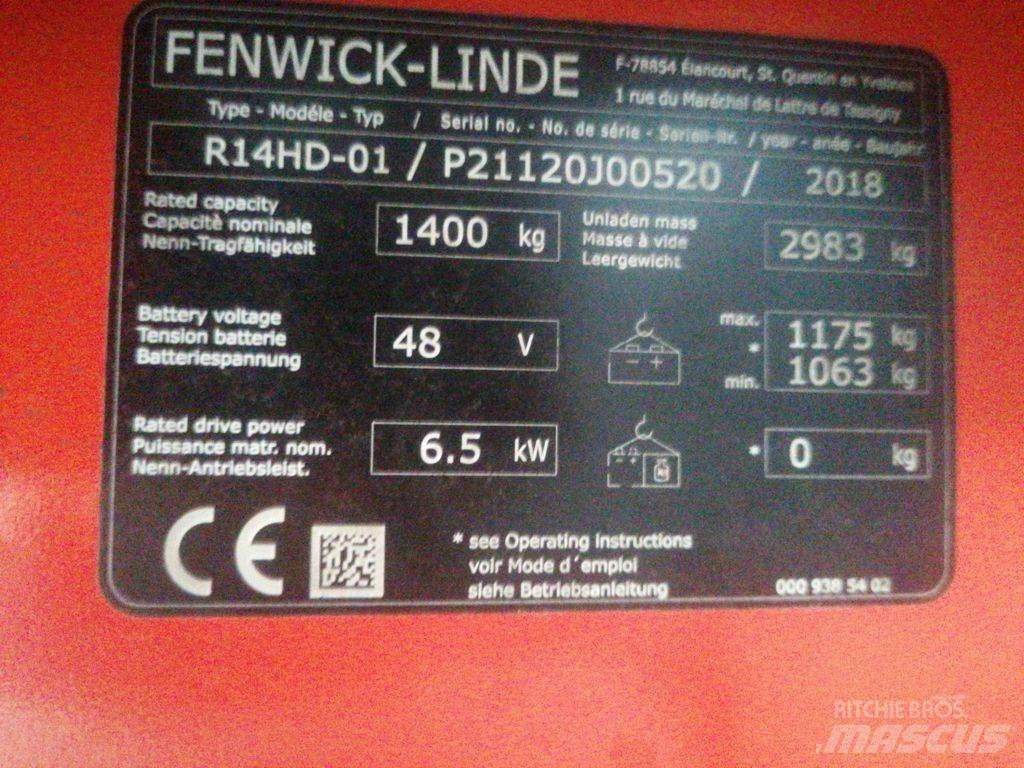 FENWICK-LINDE
F-78854 Élancourt, St. Quentin en Yvelines
1 rue du Maréchal de Lattre de Tassigny
Type - Modéle - Typ / Serial no. - No. de série - Serien-Nr. / year - anée - Baujahr
R14HD-01 / P21120J00520 / 2018
Rated capacity
Capacitè nominale
Nenn-Tragfähigkeit
1400 kg
Unladen mass
Masse à vide
Leergewicht
2983 kg
Battery voltage
Tension batterie
Batteriespannung
48 V
max. 1175 kg
*
min. 1063 kg
Rated drive power
Puissance matr. nom.
Nenn-Antriebsleist.
6.5 kW
* 0 kg
CE
* see Operating instructions
voir Mode d´emploi
siehe Betriebsanleitung
000 938 54 02
RITCHIE BROS.
MASCUS